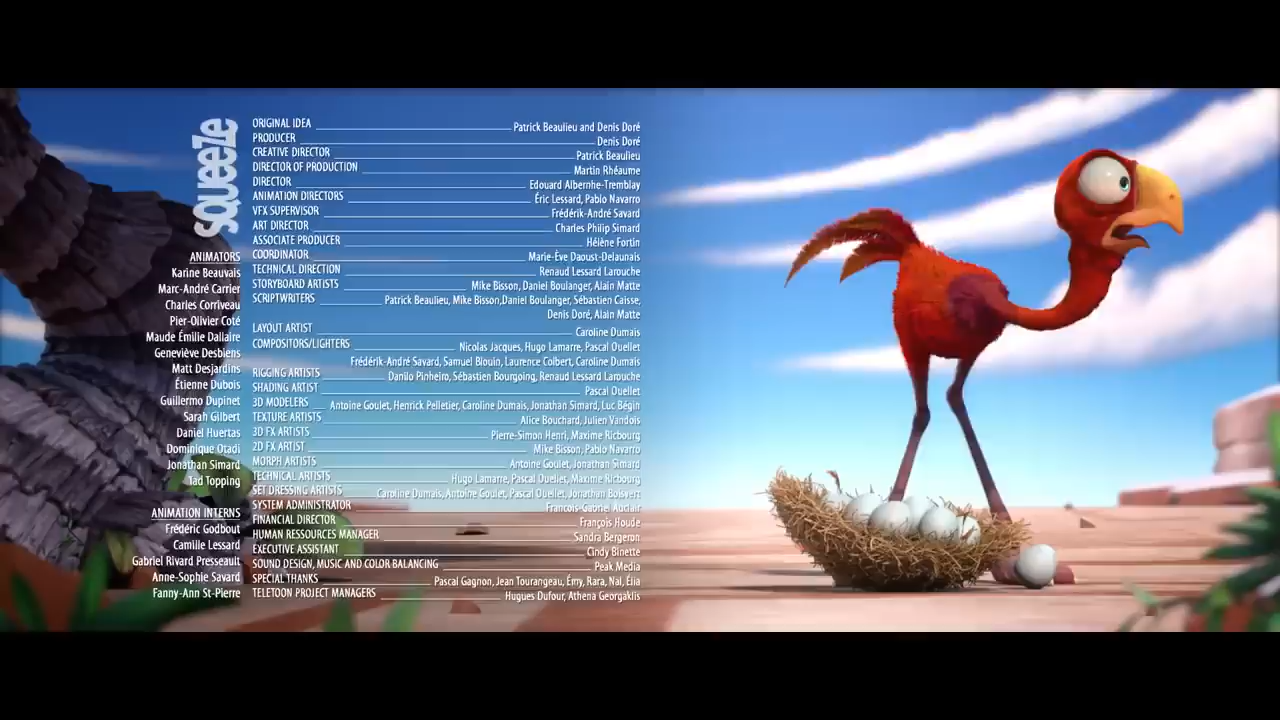 squeeze
ANIMATORS
Karine Beauvais
Marc-André Carrier
Charles Corriveau
Pier-Olivier Coté
Maude Émilie Dallaire
Geneviève Desbiens
Matt Desjardins
Étienne Dubois
Guillermo Dupinet
Sarah Gilbert
Daniel Huertas
Dominique Otadi
Jonathan Simard
Tad Topping
ANIMATION INTERNS
Frédéric Godbout
Camille Lessard
Gabriel Rivard Presseault
Anne-Sophie Savard
Fanny-Ann St-Pierre
ORIGINAL IDEA Patrick Beaulieu and Denis Doré
PRODUCER Denis Doré
CREATIVE DIRECTOR Patrick Beaulieu
DIRECTOR OF PRODUCTION Martin Rhéaume
DIRECTOR Edouard Albernhe-Tremblay
ANIMATION DIRECTORS Éric Lessard, Pablo Navarro
VFX SUPERVISOR Frédérik-André Savard
ART DIRECTOR Charles Philip Simard
ASSOCIATE PRODUCER Hélène Fortin
COORDINATOR Marie-Ève Daoust-Delaunais
TECHNICAL DIRECTION Renaud Lessard Larouche
STORYBOARD ARTISTS Mike Bisson, Daniel Boulanger, Alain Matte
SCRIPTWRITERS Patrick Beaulieu, Mike Bisson,Daniel Boulanger, Sébastien Caisse,
Denis Doré, Alain Matte
LAYOUT ARTIST Caroline Dumais
COMPOSITORS/LIGHTERS Nicolas Jacques, Hugo Lamarre, Pascal Ouellet
Frédérik-André Savard, Samuel Blouin, Laurence Colbert, Caroline Dumais
RIGGING ARTISTS Danilo Pinheiro, Sébastien Bourgoing, Renaud Lessard Larouche
SHADING ARTIST Pascal Ouellet
3D MODELERS Antoine Goulet, Henrick Pelletier, Caroline Dumais, Jonathan Simard, Luc Bégin
TEXTURE ARTISTS Alice Bouchard, Julien Vandois
3D FX ARTISTS Pierre-Simon Henri, Maxime Ricbourg
2D FX ARTIST Mike Bisson, Pablo Navarro
MORPH ARTISTS Antoine Goulet, Jonathan Simard
TECHNICAL ARTISTS Hugo Lamarre, Pascal Ouellet, Maxime Ricbourg
SET DRESSING ARTISTS Caroline Dumais, Antoine Goulet, Pascal Ouellet, Jonathan Boisvert
SYSTEM ADMINISTRATOR Francois-Gabriel Auclair
FINANCIAL DIRECTOR François Houde
HUMAN RESSOURCES MANAGER Sandra Bergeron
EXECUTIVE ASSISTANT Cindy Binette
SOUND DESIGN, MUSIC AND COLOR BALANCING Peak Media
SPECIAL THANKS Pascal Gagnon, Jean Tourangeau, Émy, Rara, Nal, Élia
TELETOON PROJECT MANAGERS Hugues Dufour, Athena Georgaklis